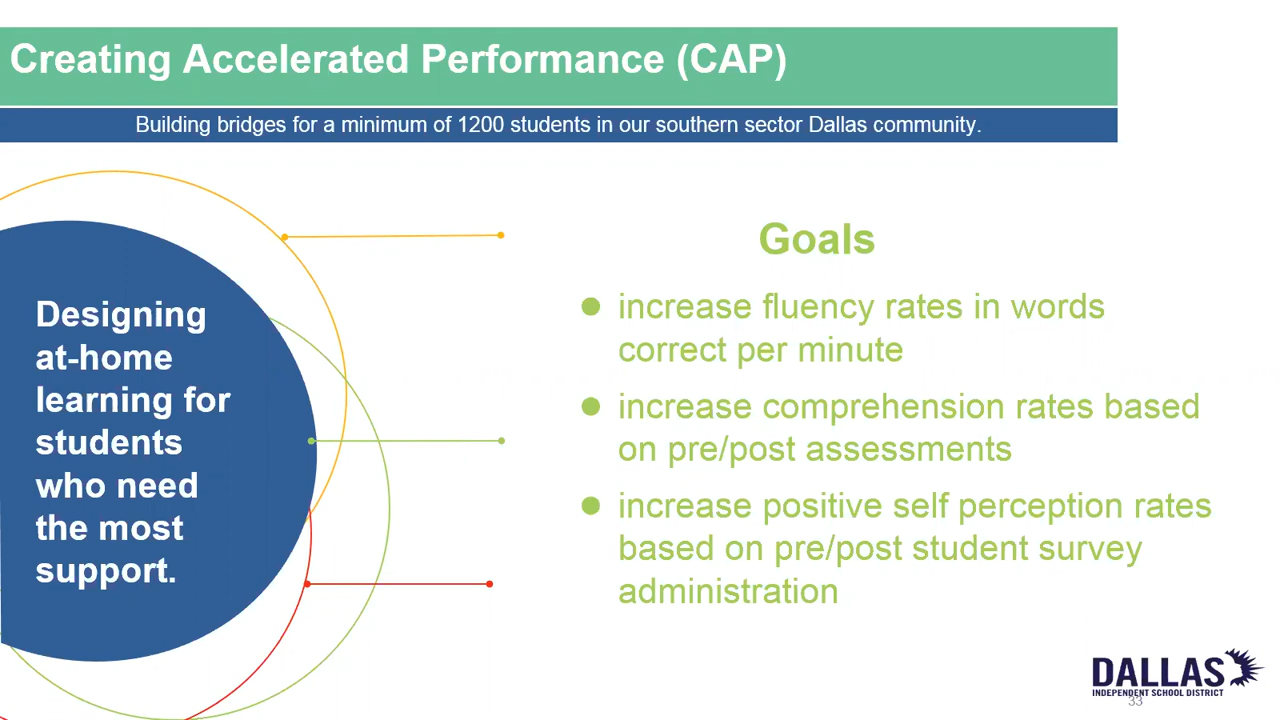 Creating Accelerated Performance (CAP)
Building bridges for a minimum of 1200 students in our southern sector Dallas community.
Designing
at-home
learning for
students
who need
the most
support.
Goals
increase fluency rates in words
correct per minute
increase comprehension rates based
on pre/post assessments
increase positive self perception rates
based on pre/post student survey
administration
DALLAS
INDEPENDENT SCHOOL DISTRICT
33